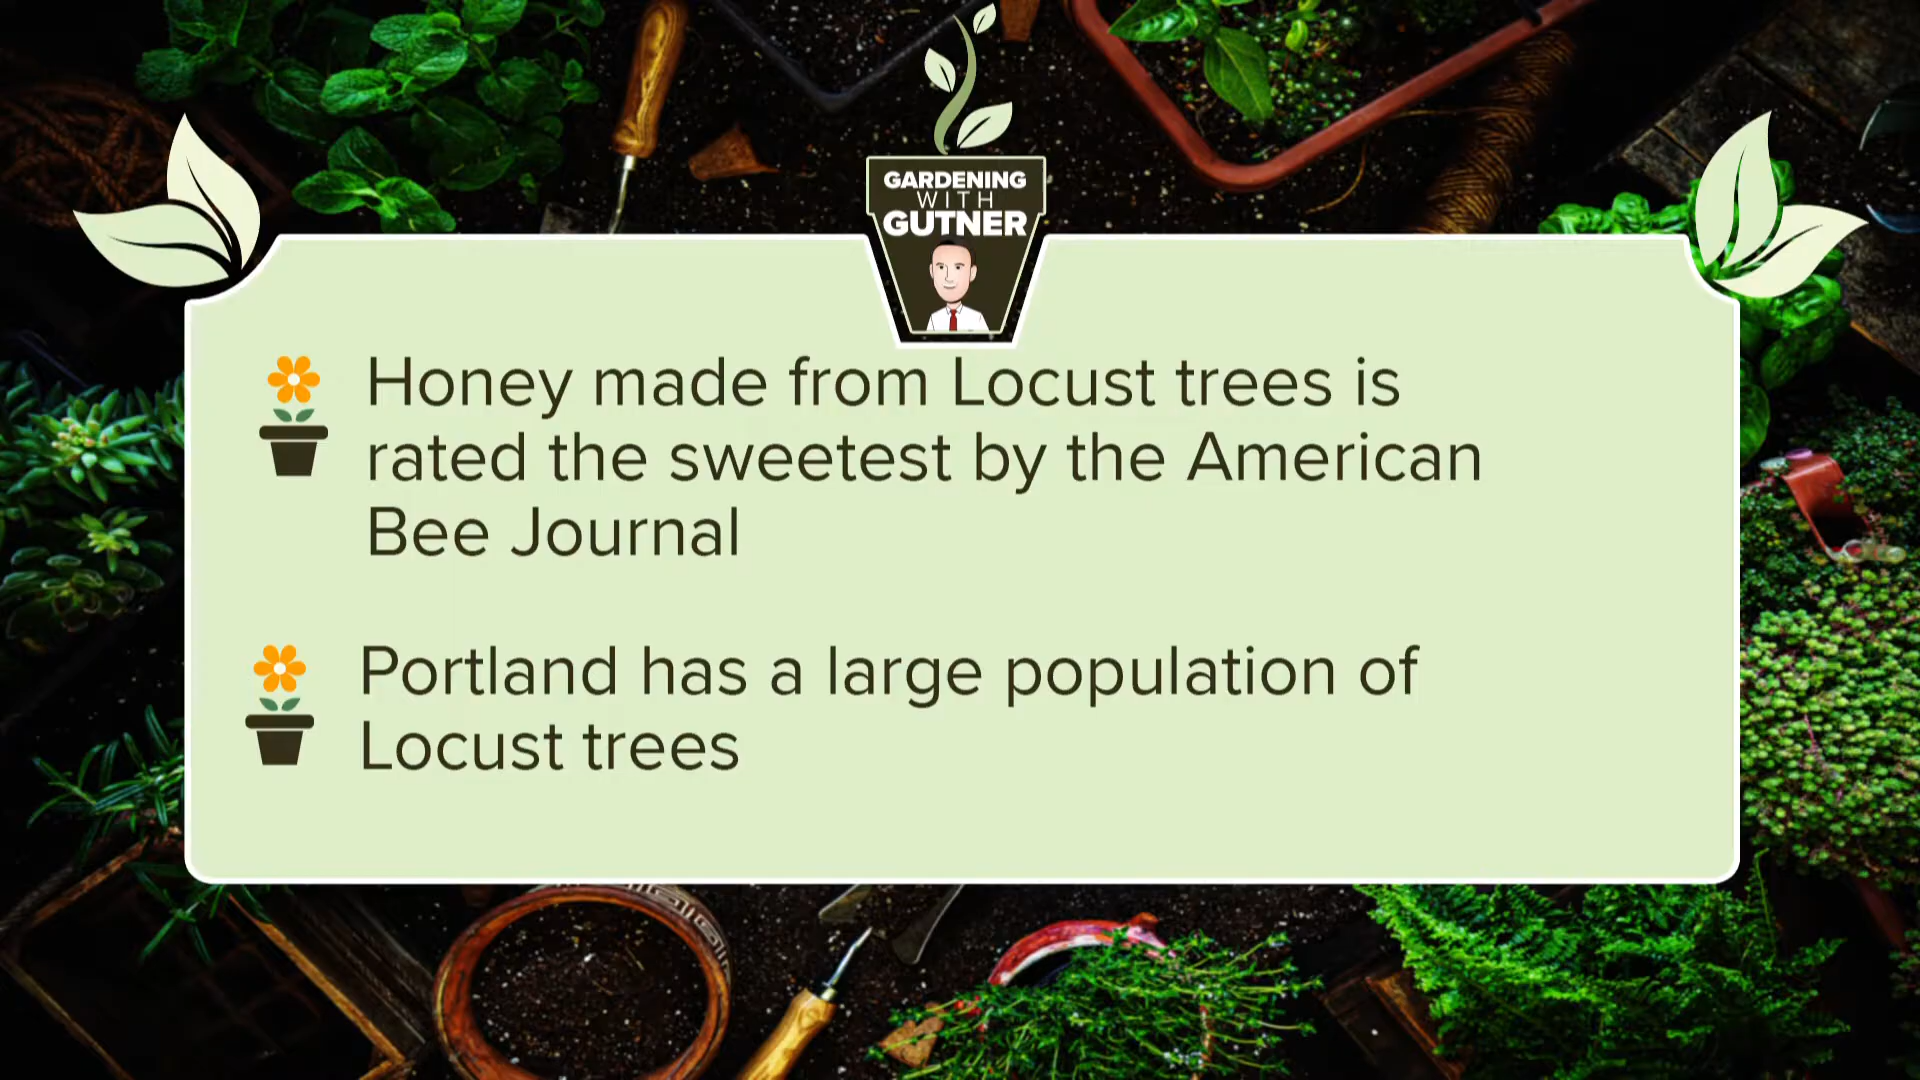 GARDENING
WITH
GUTNER
Honey made from Locust trees is
rated the sweetest by the American
Bee Journal
Portland has a large population of
Locust trees